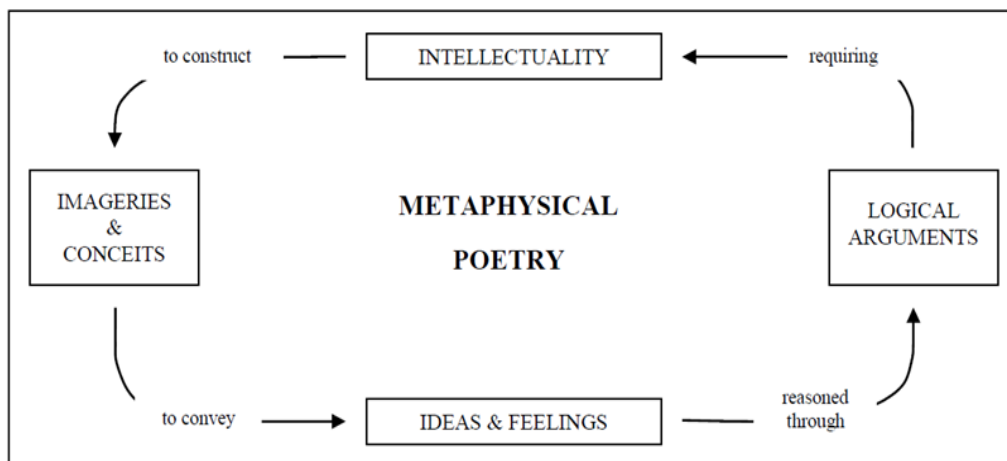 to construct
INTELLECTUALITY
requiring
IMAGERIES
&
CONCEITS
METAPHYSICAL
POETRY
LOGICAL
ARGUMENTS
to convey
IDEAS & FEELINGS
reasoned
through